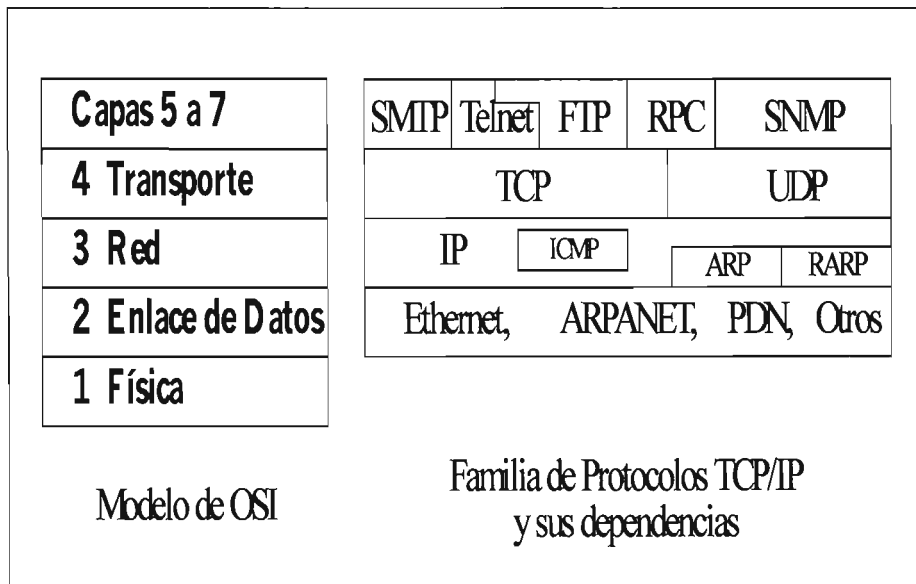 Capas 5 a 7
4 Transporte
3 Red
2 Enlace de Datos
1 Física
Modelo de OSI
SMTP Telnet FTP RPC SNMP
TCP UDP
IP ICMP
ARP RARP
Ethernet, ARPANET, PDN, Otros
Familia de Protocolos TCP/IP
y sus dependencias